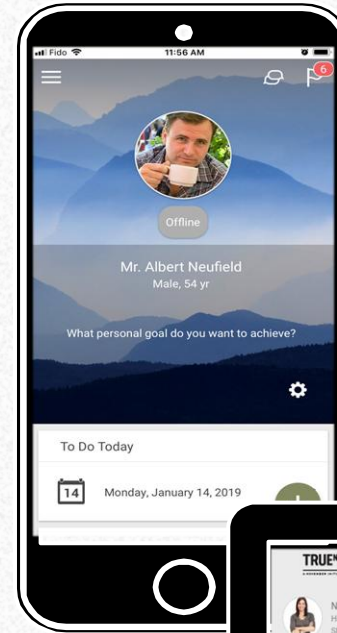 Fido
11:56 AM
6
Offline
Mr. Albert Neufield
Male, 54 yr
What personal goal do you want to achieve?
To Do Today
14
Monday, January 14, 2019
TRUE